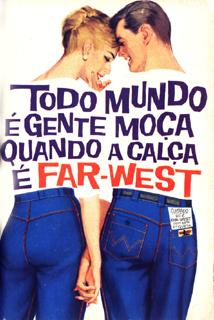 TODO MUNDO
É GENTE MOÇA
QUANDO A CALÇA
É FAR-WEST